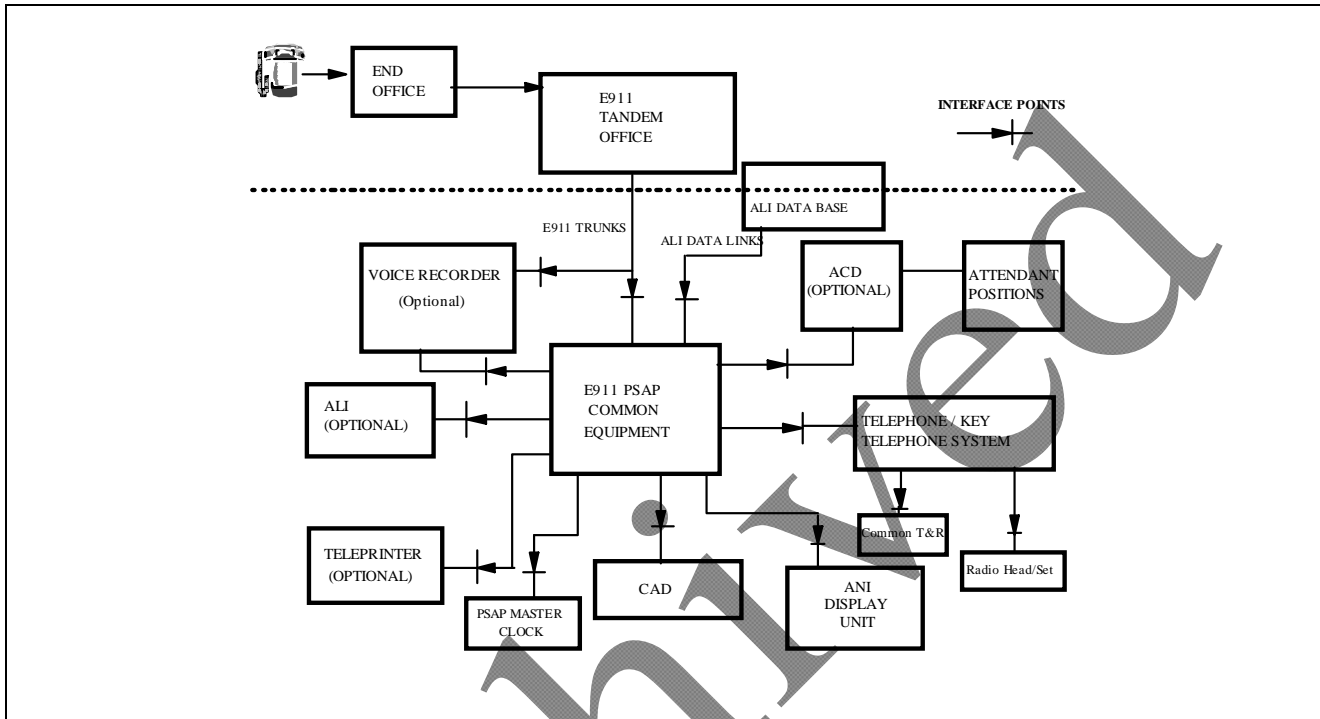 END
OFFICE
E911
TANDEM
OFFICE
INTERFACE POINTS
ALI DATA BASE
E911 TRUNKS
ALI DATA LINKS
VOICE RECORDER
(Optional)
ACD
(OPTIONAL)
ATTENDANT
POSITIONS
E911 PSAP
COMMON
EQUIPMENT
ALI
(OPTIONAL)
TELEPHONE / KEY
TELEPHONE SYSTEM
Common T&R
Radio Head/Set
TELEPRINTER
(OPTIONAL)
PSAP MASTER
CLOCK
CAD
ANI
DISPLAY
UNIT
hived